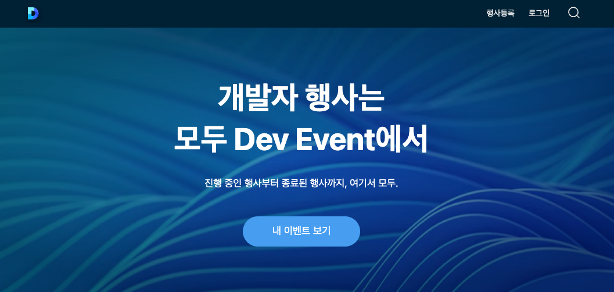 행사등록 로그인
개발자 행사는
모두 Dev Event에서
진행 중인 행사부터 종료된 행사까지, 여기서 모두.
내 이벤트 보기